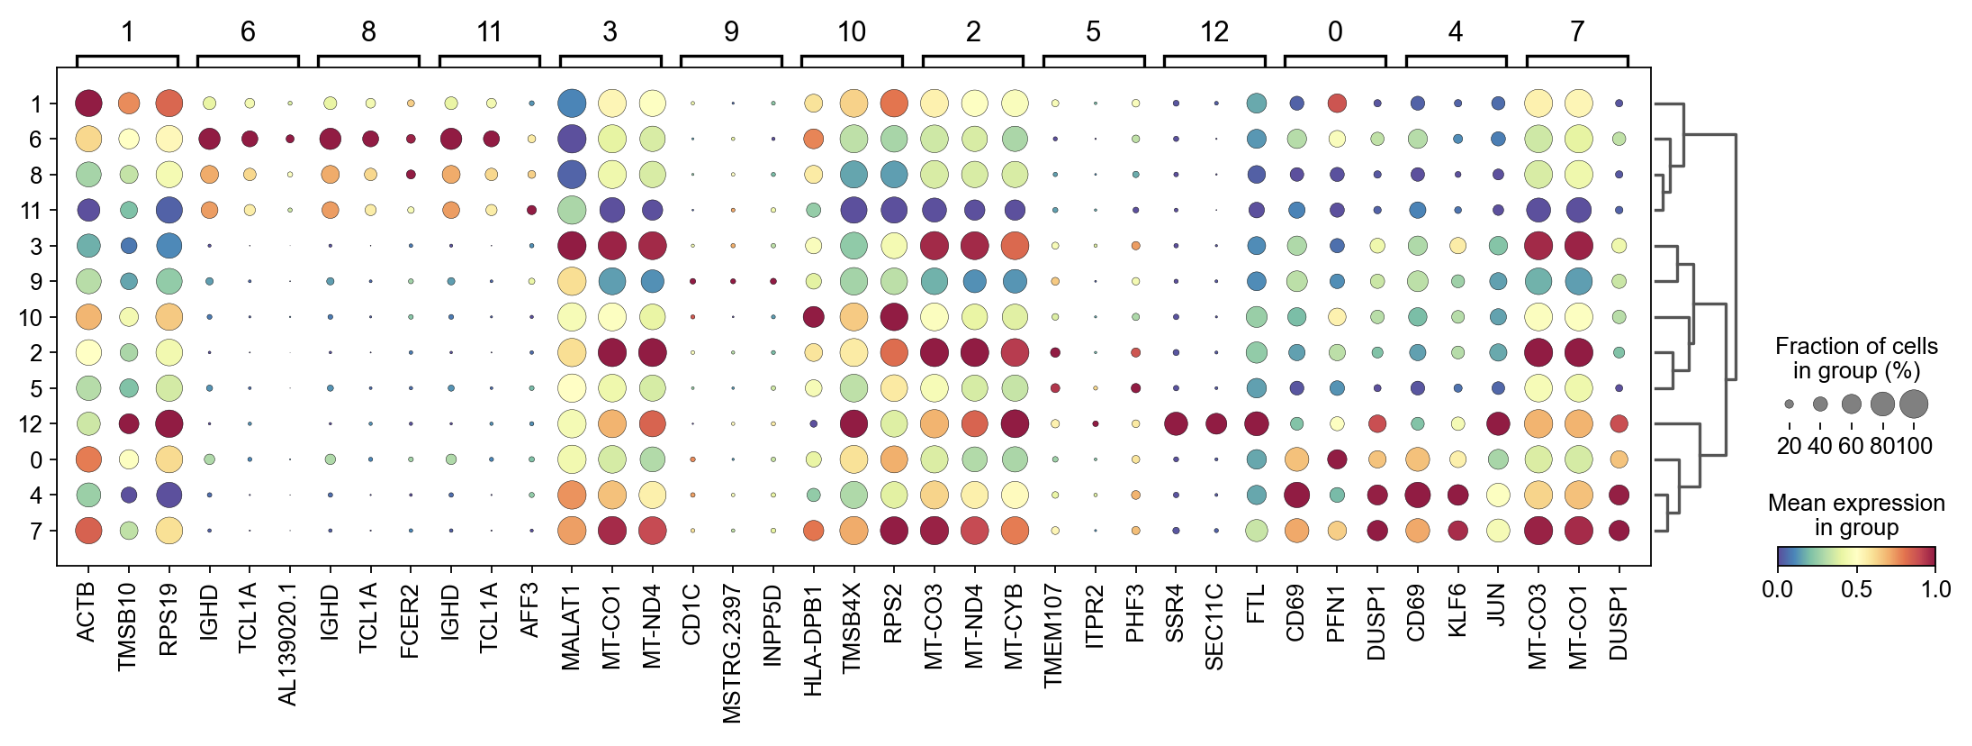 1 6 8 11 3 9 10 2 5 12 0 4 7
1
6
8
11
3
9
10
2
5
12
0
4
7
ACTB
TMSB10
RPS19
IGHD
TCL1A
AL139020.1
IGHD
TCL1A
FCER2
IGHD
TCL1A
AFF3
MALAT1
MT-CO1
MT-ND4
CD1C
MSTRG.2397
INPP5D
HLA-DPB1
TMSB4X
RPS2
MT-CO3
MT-ND4
MT-CYB
TMEM107
ITPR2
PHF3
SSR4
SEC11C
FTL
CD69
PFN1
DUSP1
CD69
KLF6
JUN
MT-CO3
MT-CO1
DUSP1
Fraction of cells
in group (%)
20 40 60 80 100
Mean expression
in group
0.0 0.5 1.0